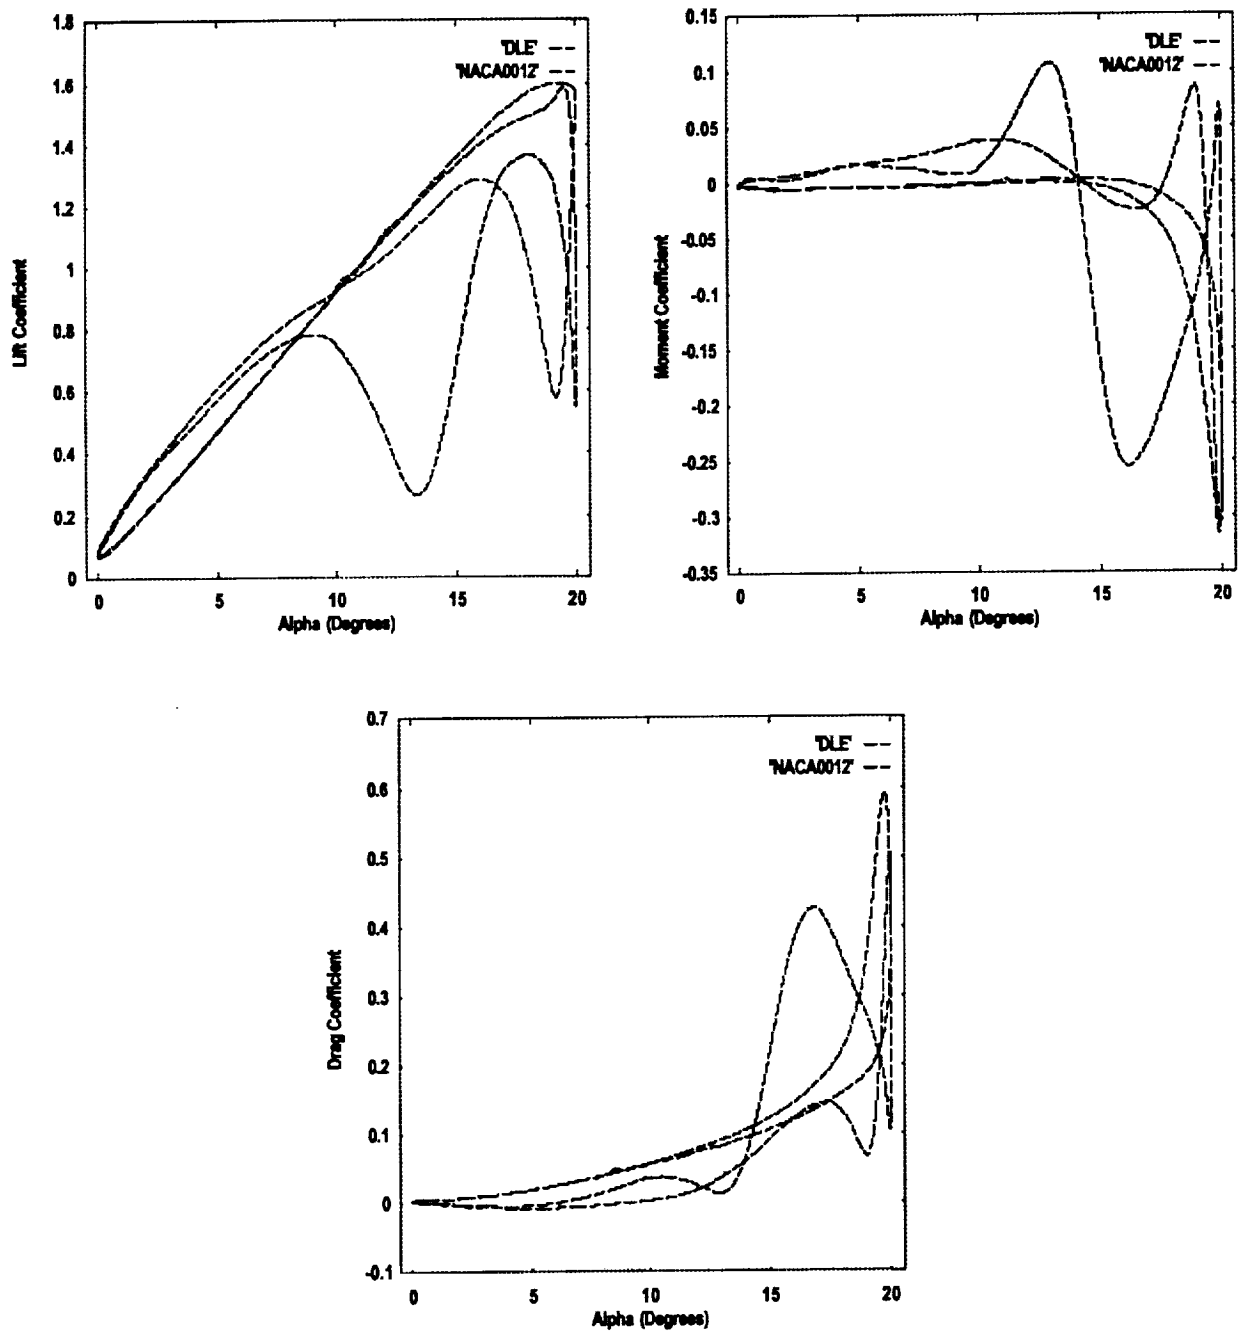 1.8
1.6
1.4
1.2
1
0.8
0.6
0.4
0.2
0
Lift Coefficient
'DLE'
'NACA0012'
0 5 10 15 20
Alpha (Degrees)
0.15
0.1
0.05
0
-0.05
-0.1
-0.15
-0.2
-0.25
-0.3
-0.35
Moment Coefficient
'DLE'
'NACA0012'
0 5 10 15 20
Alpha (Degrees)
0.7
0.6
0.5
0.4
0.3
0.2
0.1
0
-0.1
Drag Coefficient
'DLE'
'NACA0012'
0 5 10 15 20
Alpha (Degrees)